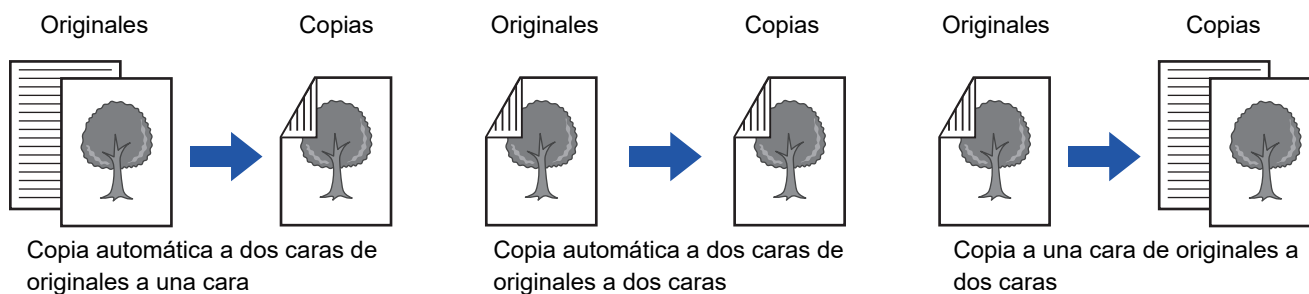 Originales
Copias
Originales
Copias
Originales
Copias
Copia automática a dos caras de
originales a una cara
Copia automática a dos caras de
originales a dos caras
Copia a una cara de originales a
dos caras